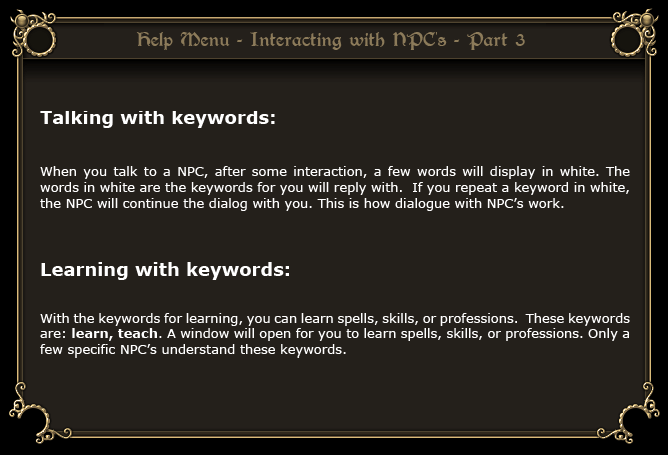 Help Menu - Interacting with NPC's - Part 3
Talking with keywords:
When you talk to a NPC, after some interaction, a few words will display in white. The
words in white are the keywords for you will reply with.  If you repeat a keyword in white,
the NPC will continue the dialog with you. This is how dialogue with NPC’s work.
Learning with keywords:
With the keywords for learning, you can learn spells, skills, or professions.  These keywords
are: learn, teach. A window will open for you to learn spells, skills, or professions. Only a
few specific NPC’s understand these keywords.